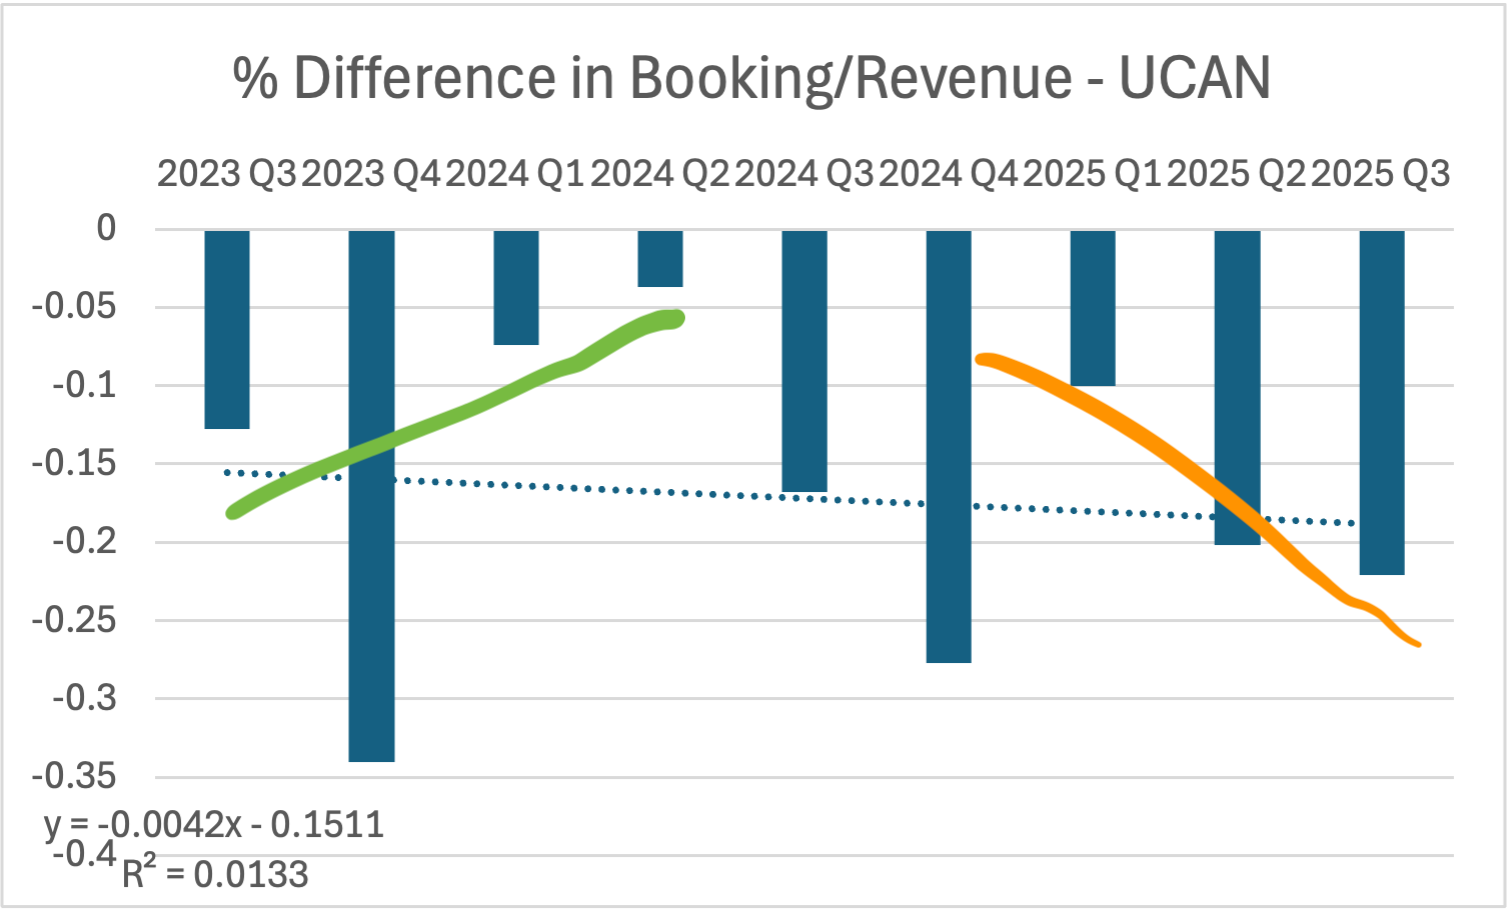 % Difference in Booking/Revenue - UCAN
2023 Q3 2023 Q4 2024 Q1 2024 Q2 2024 Q3 2024 Q4 2025 Q1 2025 Q2 2025 Q3
0
-0.05
-0.1
-0.15
-0.2
-0.25
-0.3
-0.35
y = -0.0042x - 0.1511
-0.4
R² = 0.0133